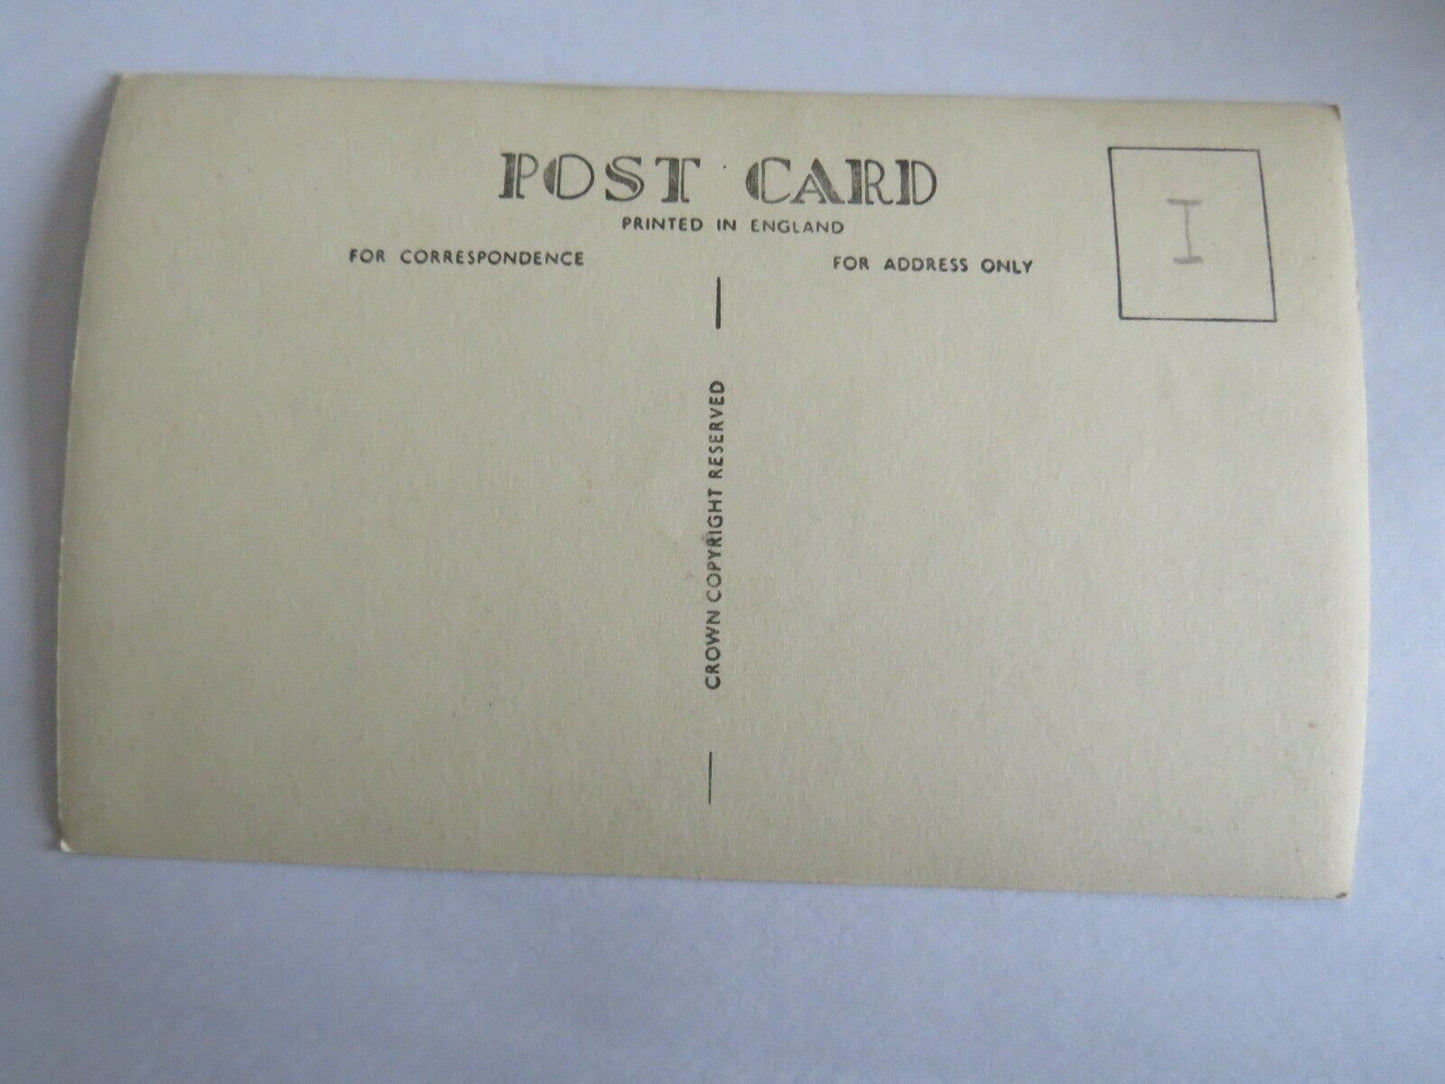 POST CARD
PRINTED IN ENGLAND
FOR CORRESPONDENCE
FOR ADDRESS ONLY
I
CROWN COPYRIGHT RESERVED